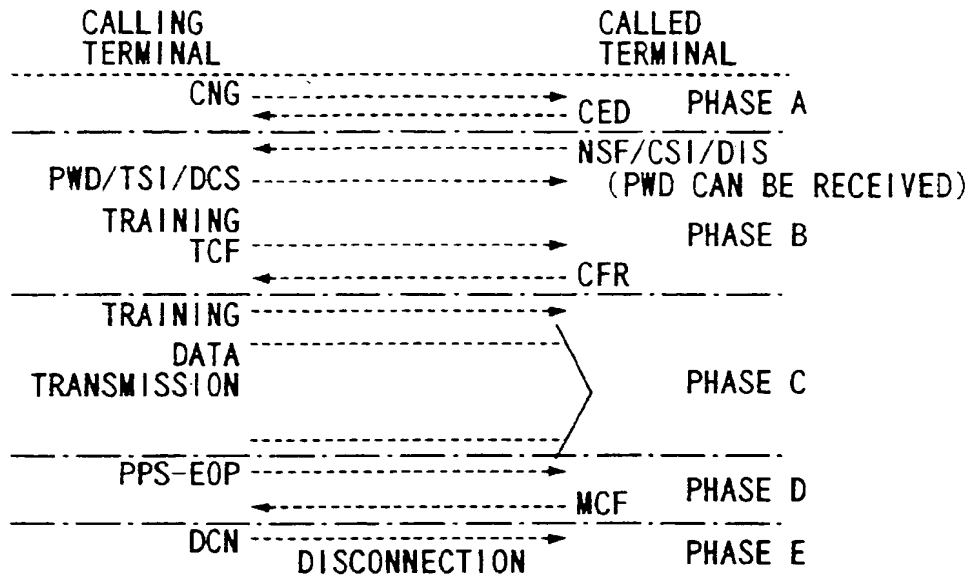 CALLING
TERMINAL
CALLED
TERMINAL
CNG
CED
PHASE A
NSF/CSI/DIS
PWD/TSI/DCS
(PWD CAN BE RECEIVED)
TRAINING
TCF
PHASE B
CFR
TRAINING
DATA
TRANSMISSION
PHASE C
PPS-EOP
MCF
PHASE D
DCN
DISCONNECTION
PHASE E